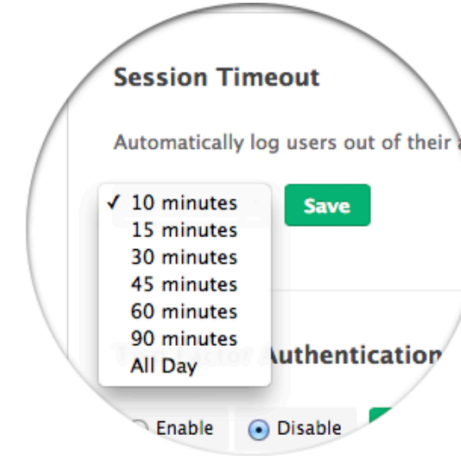 Session Timeout
Automatically log users out of their
✓ 10 minutes
Save
15 minutes
30 minutes
45 minutes
60 minutes
90 minutes
All Day
Authentication
Enable
Disable